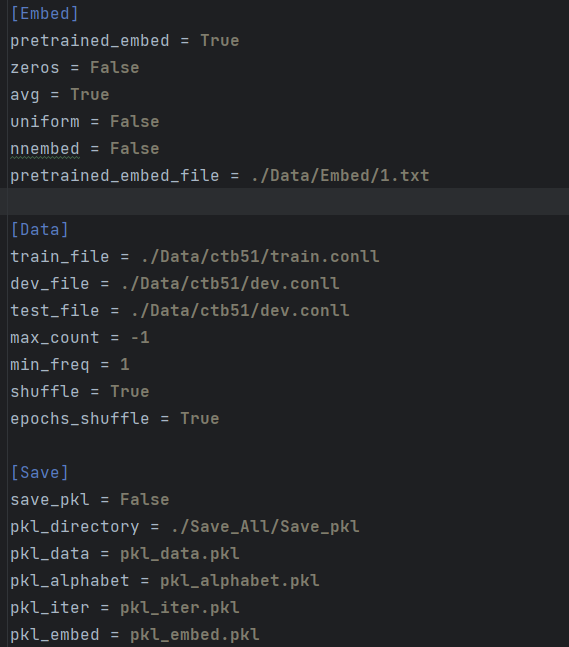 [Embed]
pretrained_embed = True
zeros = False
avg = True
uniform = False
nnembed = False
pretrained_embed_file = ./Data/Embed/1.txt
[Data]
train_file = ./Data/ctb51/train.conll
dev_file = ./Data/ctb51/dev.conll
test_file = ./Data/ctb51/dev.conll
max_count = -1
min_freq = 1
shuffle = True
epochs_shuffle = True
[Save]
save_pkl = False
pkl_directory = ./Save_All/Save_pkl
pkl_data = pkl_data.pkl
pkl_alphabet = pkl_alphabet.pkl
pkl_iter = pkl_iter.pkl
pkl_embed = pkl_embed.pkl